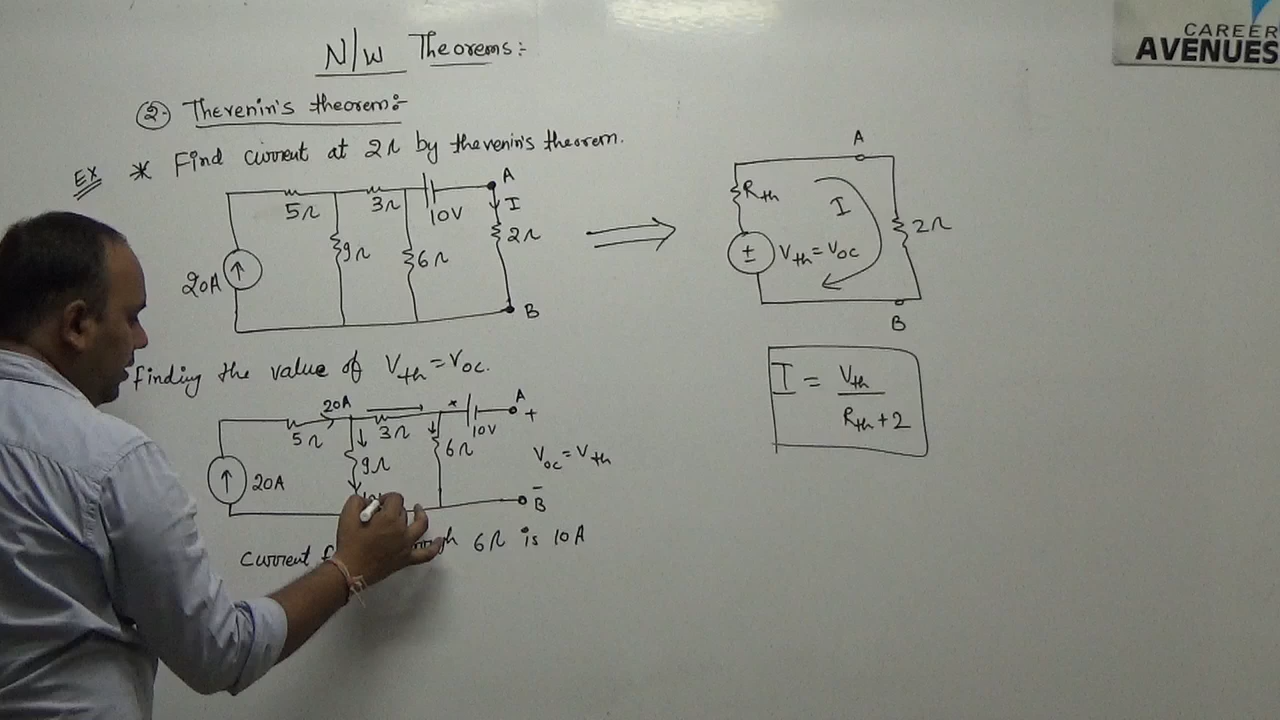 CAREER
AVENUES
N/W Theorems:-
2. Thevenin's theorem:-
EX * Find current at 2Ω by thevenin's theorem.
5Ω 3Ω 10V A
I
9Ω 6Ω 2Ω
20A
B
A
Rth
I
2Ω
± Vth=Voc
B
finding the value of Vth=Voc.
20A * A
+
5Ω 3Ω 10V
9Ω 6Ω
Voc=Vth
20A
-
B
Current 6Ω is 10A
I = Vth
Rth+2